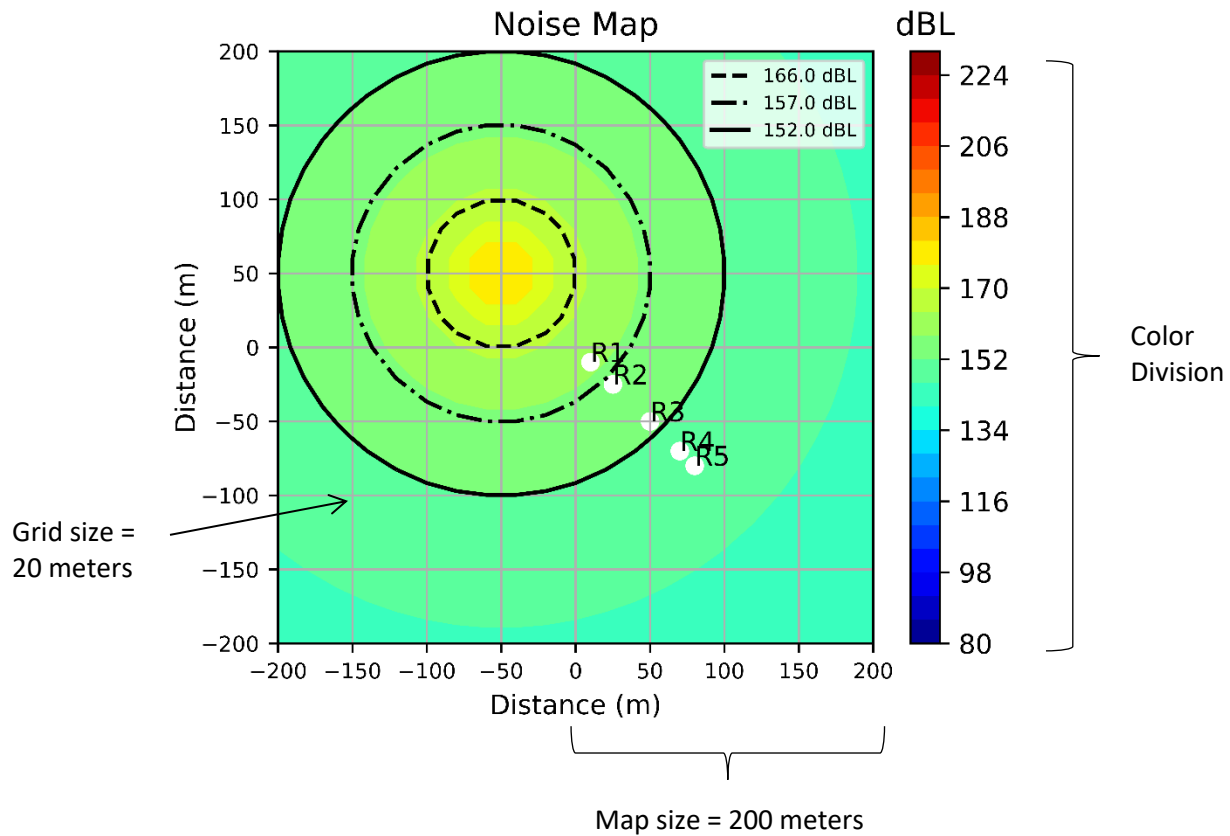 Noise Map
dBL
166.0 dBL
157.0 dBL
152.0 dBL
200
150
100
50
0
−50
−100
−150
−200
Distance (m)
R1
R2
R3
R4
R5
−200 −150 −100 −50 0 50 100 150 200
Distance (m)
224
206
188
170
152
134
116
98
80
Color
Division
Grid size =
20 meters
Map size = 200 meters